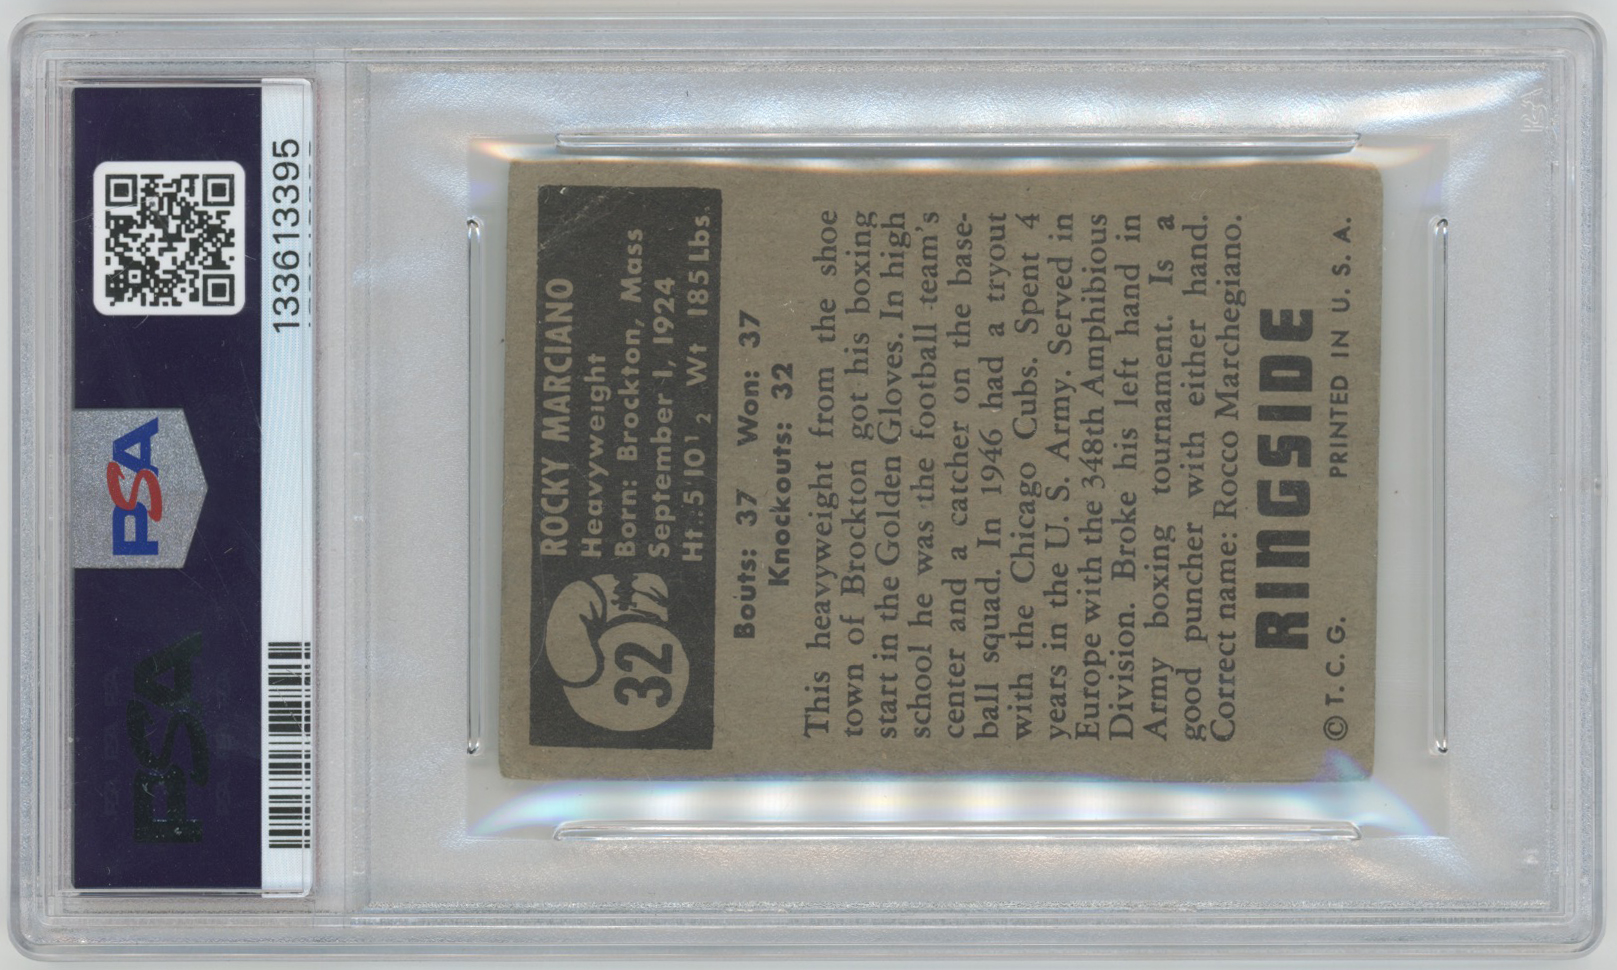 PSA
PSA
133613395
32
ROCKY MARCIANO
Heavyweight
Born: Brockton, Mass
September 1, 1924
Ht.: 5'10 1/2 Wt 185 Lbs.
Bouts: 37 Won: 37
Knockouts: 32
This heavyweight from the shoe
town of Brockton got his boxing
start in the Golden Gloves. In high
school he was the football team's
center and a catcher on the base-
ball squad. In 1946 had a tryout
with the Chicago Cubs. Spent 4
years in the U. S. Army. Served in
Europe with the 348th Amphibious
Division. Broke his left hand in
Army boxing tournament. Is a
good puncher with either hand.
Correct name: Rocco Marchegiano.
RINGSIDE
© T. C. G. PRINTED IN U. S. A.